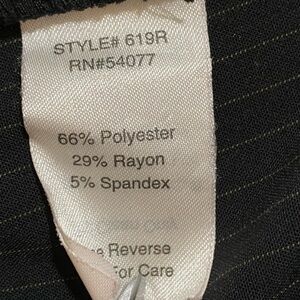 STYLE# 619R
RN#54077
66% Polyester
29% Rayon
5% Spandex
Reverse
For Care